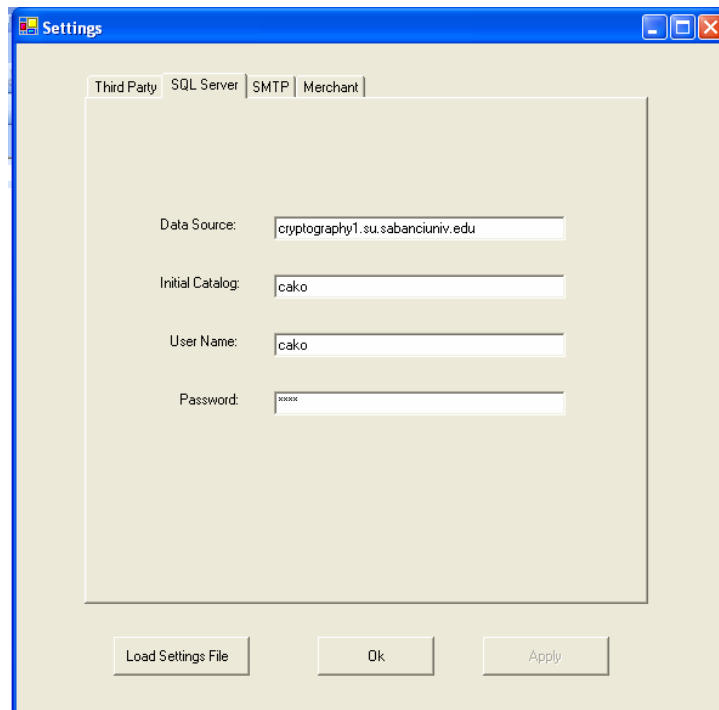 Settings
Third Party SQL Server SMTP Merchant
Data Source: cryptography1.su.sabanciuniv.edu
Initial Catalog: cako
User Name: cako
Password: ****
Load Settings File Ok Apply